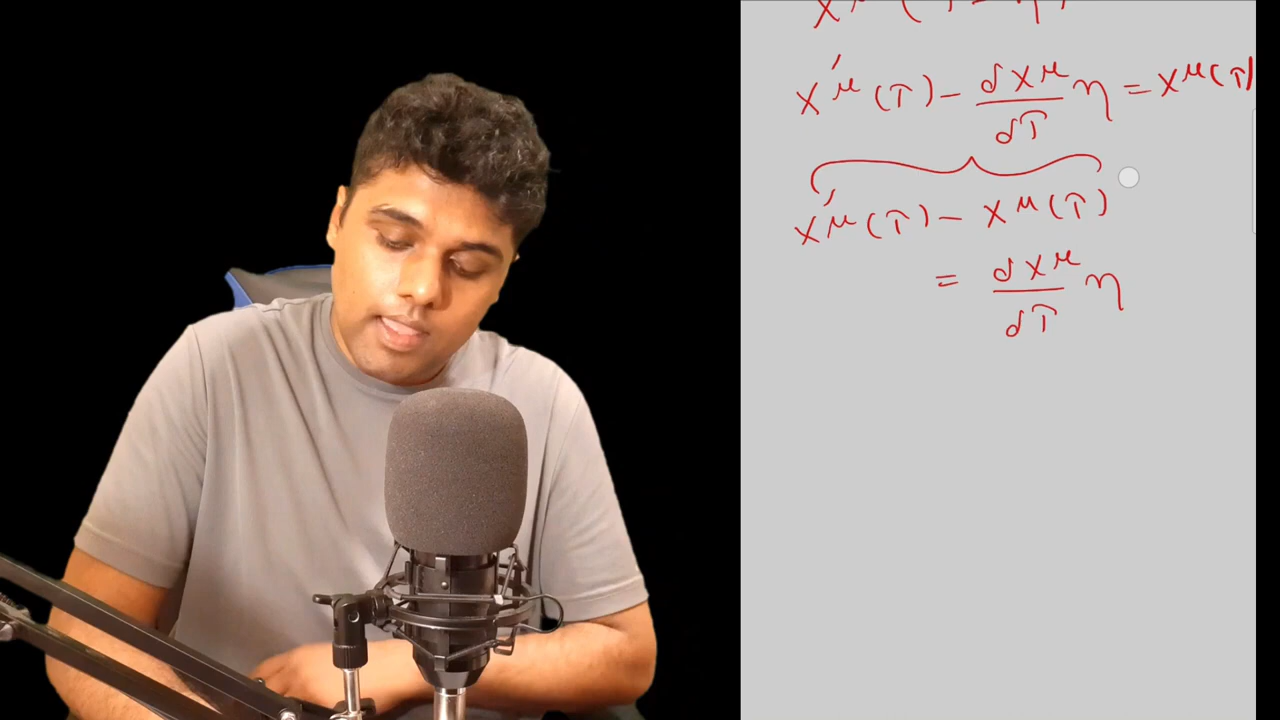 x′^μ(τ) − dx^μ/dτ η = x^μ(τ)
x′^μ(τ) − x^μ(τ)
= dx^μ/dτ η